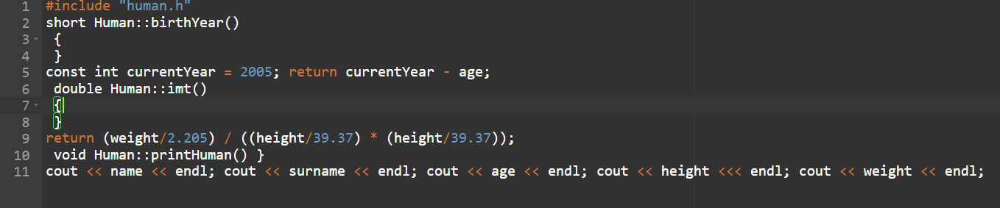 1 #include "human.h"
2 short Human::birthYear()
3 {
4 }
5 const int currentYear = 2005; return currentYear - age;
6 double Human::imt()
7 {
8 }
9 return (weight/2.205) / ((height/39.37) * (height/39.37));
10 void Human::printHuman() }
11 cout << name << endl; cout << surname << endl; cout << age << endl; cout << height <<< endl; cout << weight << endl;